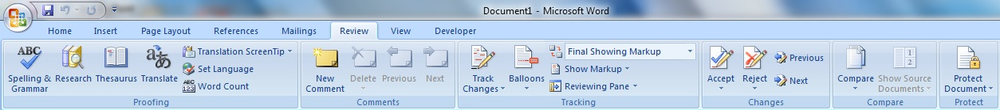 Document1 - Microsoft Word
Home Insert Page Layout References Mailings Review View Developer
ABC
Spelling & Grammar
Research
Thesaurus
Translate
Translation ScreenTip
Set Language
ABC 123 Word Count
Proofing
New Comment
Delete
Previous
Next
Comments
Track Changes
Balloons
Final Showing Markup
Show Markup
Reviewing Pane
Tracking
Accept
Reject
Previous
Next
Changes
Compare
1 2
Show Source Documents
Compare
Protect Document
Protect